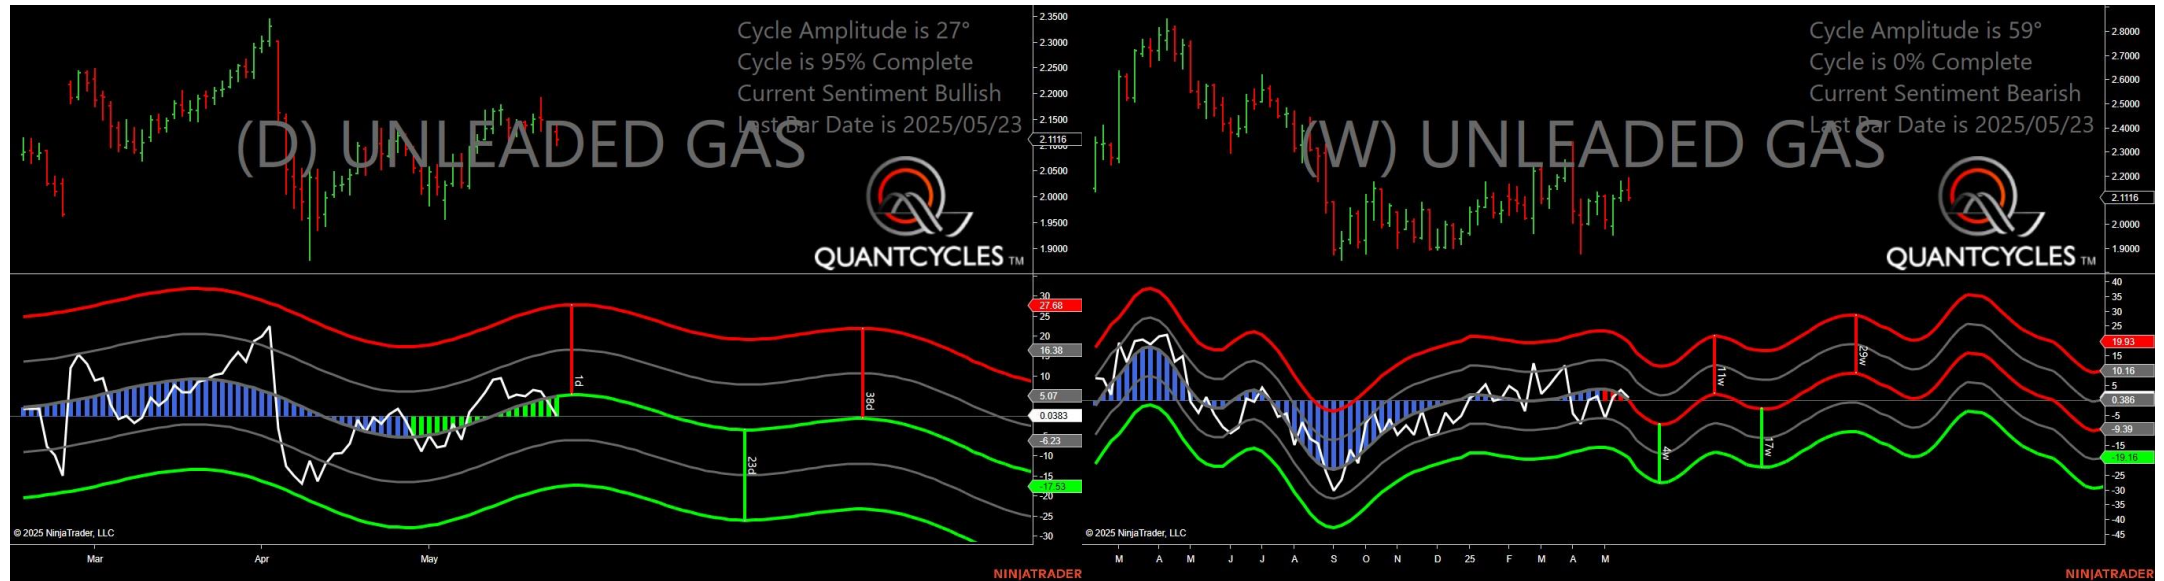 Cycle Amplitude is 27°
Cycle is 95% Complete
Current Sentiment Bullish
Last Bar Date is 2025/05/23
(D) UNLEADED GAS
QUANTCYCLES TM
2.3500
2.3000
2.2500
2.2000
2.1500
2.1116
2.1000
2.0500
2.0000
1.9500
1.9000
30
27.68
25
20
16.38
15
10
5.07
0.0383
-5
-6.23
-10
-15
-17.53
-20
-25
-30
1d
23d
38d
© 2025 NinjaTrader, LLC
Mar Apr May
NINJATRADER
Cycle Amplitude is 59°
Cycle is 0% Complete
Current Sentiment Bearish
Last Bar Date is 2025/05/23
(W) UNLEADED GAS
QUANTCYCLES TM
2.8000
2.7000
2.6000
2.5000
2.4000
2.3000
2.2000
2.1116
2.0000
1.9000
40
35
30
25
19.93
15
10.16
5
0.386
-5
-9.39
-15
-19.16
-25
-30
-35
-40
-45
4w
11w
17w
29w
© 2025 NinjaTrader, LLC
M A M J J A S O N D 25 F M A M
NINJATRADER